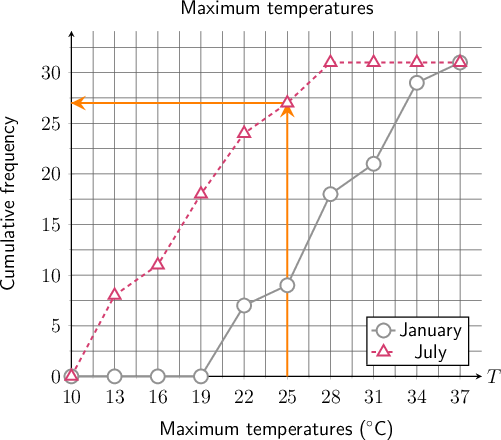 Maximum temperatures
Cumulative frequency
30
25
20
15
10
5
0
10 13 16 19 22 25 28 31 34 37
T
Maximum temperatures (°C)
January
July